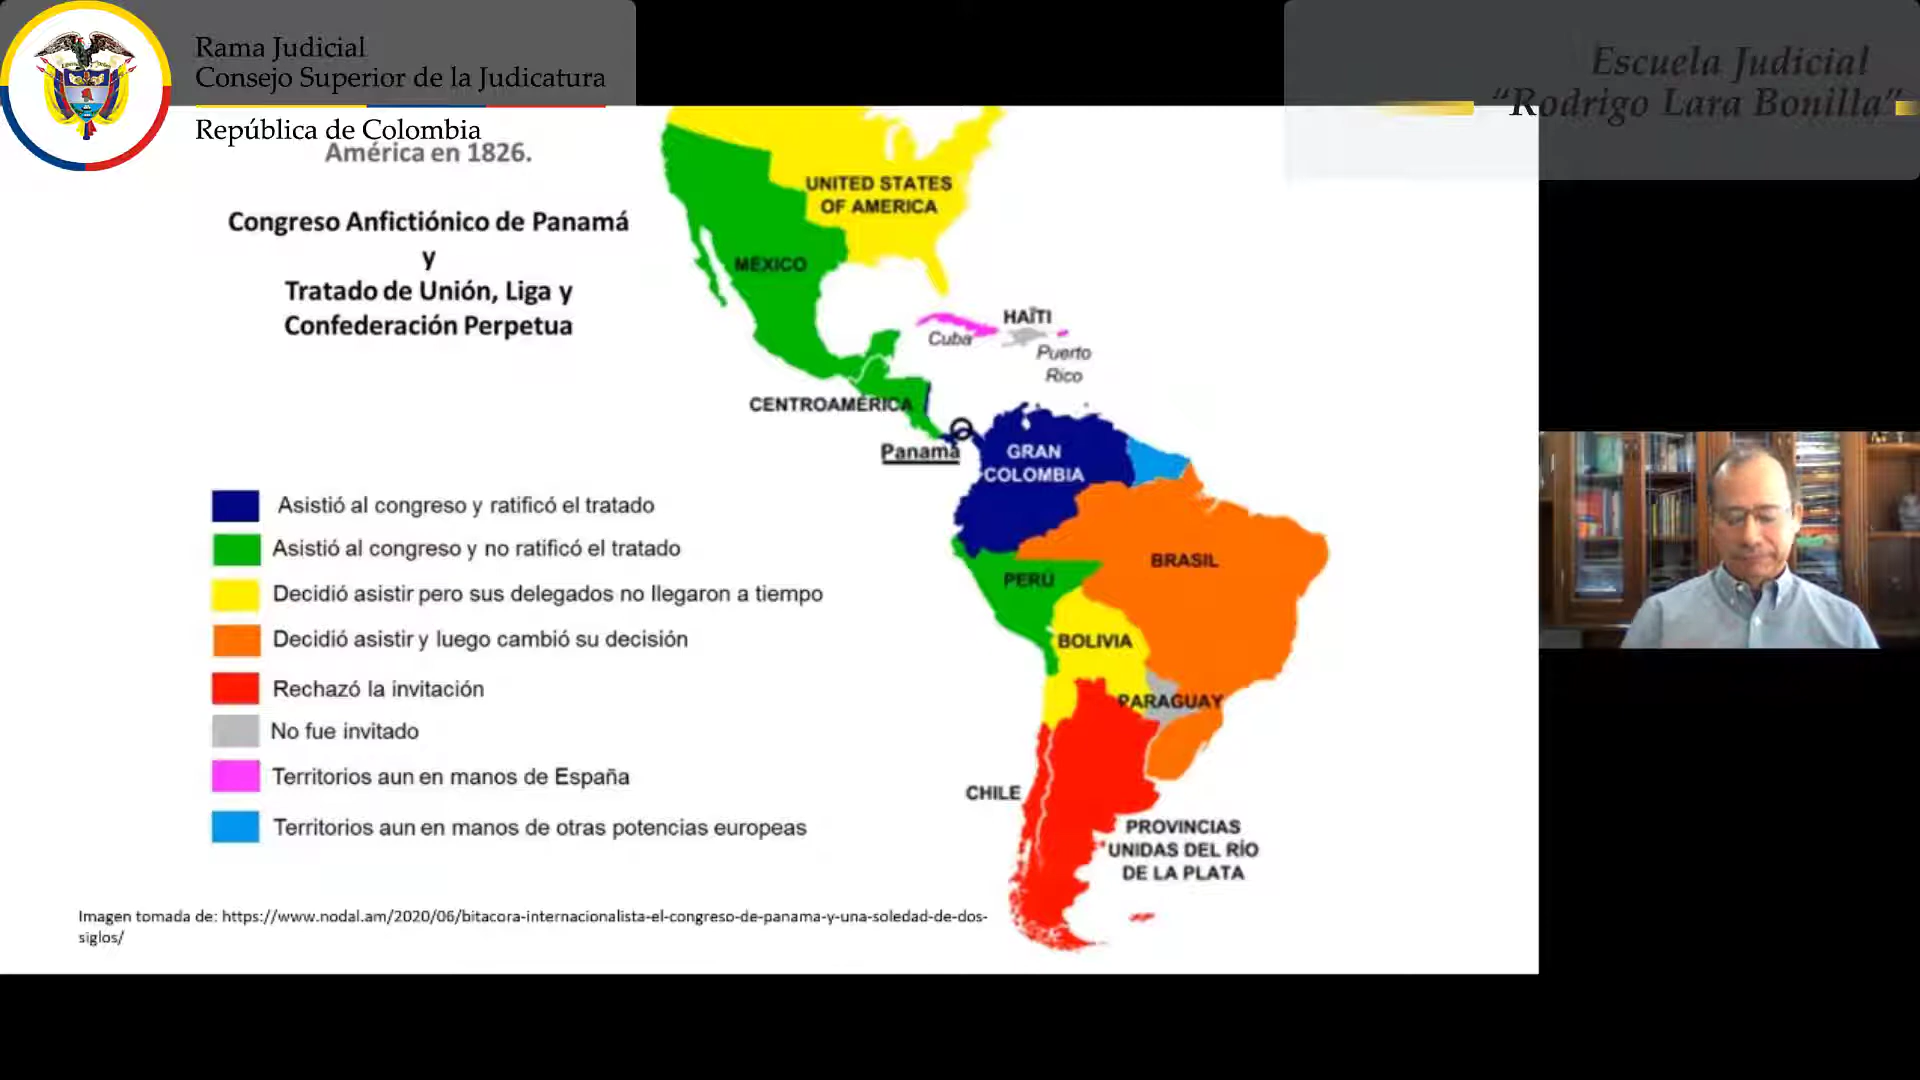 Rama Judicial
Consejo Superior de la Judicatura
República de Colombia
Escuela Judicial
"Rodrigo Lara Bonilla"
América en 1826.
Congreso Anfictiónico de Panamá
y
Tratado de Unión, Liga y
Confederación Perpetua
UNITED STATES
OF AMERICA
MÉXICO
HAÏTI
Cuba
Puerto
Rico
CENTROAMÉRICA
Panamá
GRAN
COLOMBIA
BRASIL
PERÚ
BOLIVIA
PARAGUAY
CHILE
PROVINCIAS
UNIDAS DEL RÍO
DE LA PLATA
Asistió al congreso y ratificó el tratado
Asistió al congreso y no ratificó el tratado
Decidió asistir pero sus delegados no llegaron a tiempo
Decidió asistir y luego cambió su decisión
Rechazó la invitación
No fue invitado
Territorios aun en manos de España
Territorios aun en manos de otras potencias europeas
Imagen tomada de: https://www.nodal.am/2020/06/bitacora-internacionalista-el-congreso-de-panama-y-una-soledad-de-dos-
siglos/